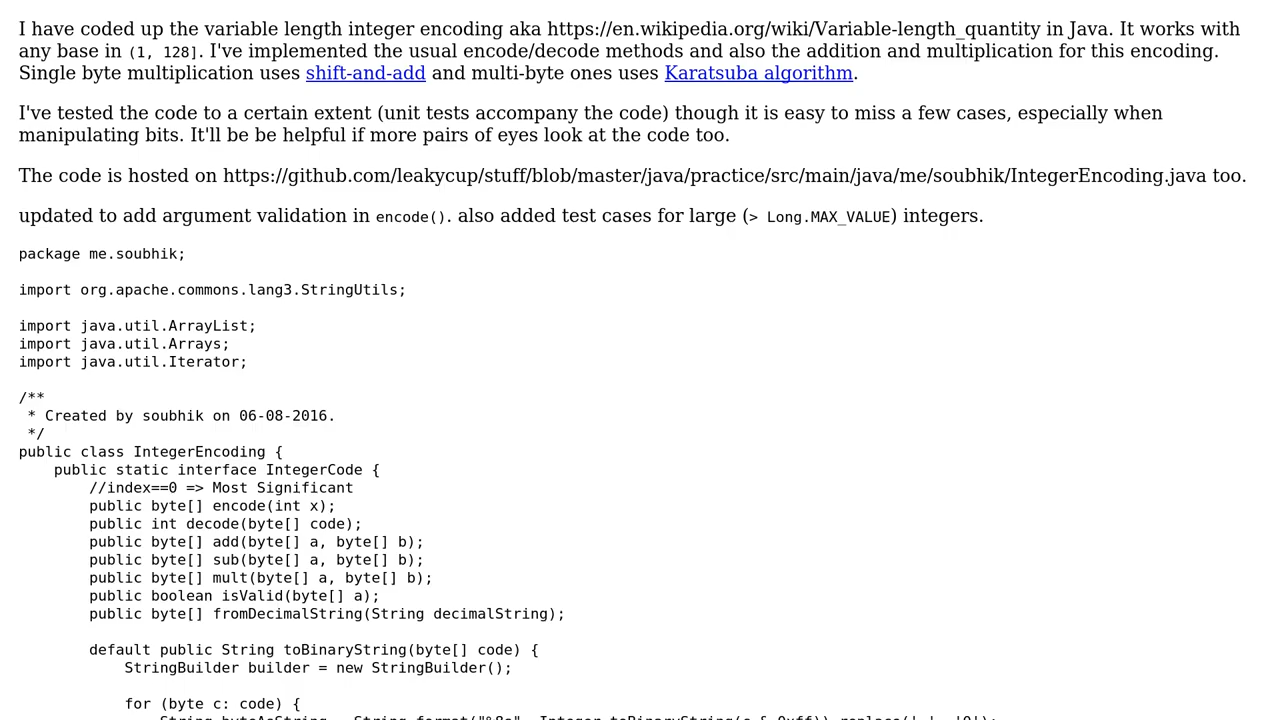 I have coded up the variable length integer encoding aka https://en.wikipedia.org/wiki/Variable-length_quantity in Java. It works with
any base in (1, 128]. I've implemented the usual encode/decode methods and also the addition and multiplication for this encoding.
Single byte multiplication uses shift-and-add and multi-byte ones uses Karatsuba algorithm.
I've tested the code to a certain extent (unit tests accompany the code) though it is easy to miss a few cases, especially when
manipulating bits. It'll be be helpful if more pairs of eyes look at the code too.
The code is hosted on https://github.com/leakycup/stuff/blob/master/java/practice/src/main/java/me/soubhik/IntegerEncoding.java too.
updated to add argument validation in encode(). also added test cases for large (> Long.MAX_VALUE) integers.
package me.soubhik;
import org.apache.commons.lang3.StringUtils;
import java.util.ArrayList;
import java.util.Arrays;
import java.util.Iterator;
/**
 * Created by soubhik on 06-08-2016.
 */
public class IntegerEncoding {
    public static interface IntegerCode {
        //index==0 => Most Significant
        public byte[] encode(int x);
        public int decode(byte[] code);
        public byte[] add(byte[] a, byte[] b);
        public byte[] sub(byte[] a, byte[] b);
        public byte[] mult(byte[] a, byte[] b);
        public boolean isValid(byte[] a);
        public byte[] fromDecimalString(String decimalString);
        default public String toBinaryString(byte[] code) {
            StringBuilder builder = new StringBuilder();
            for (byte c: code) {
                String byteAsString = String.format("%8s", Integer.toBinaryString(c & 0xff)).replace(' ', '0');